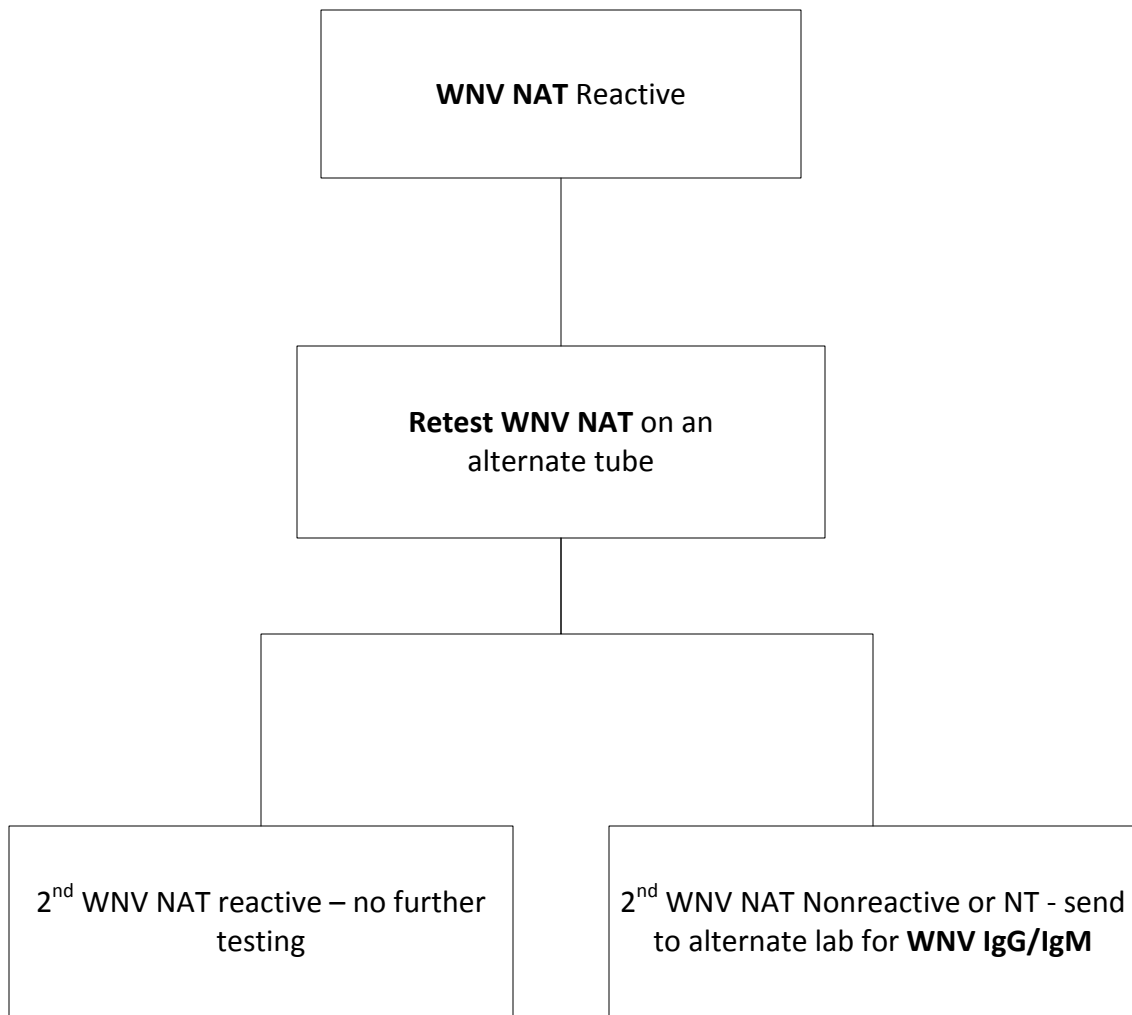 WNV NAT Reactive
Retest WNV NAT on an
alternate tube
2nd WNV NAT reactive – no further
testing
2nd WNV NAT Nonreactive or NT - send
to alternate lab for WNV IgG/IgM